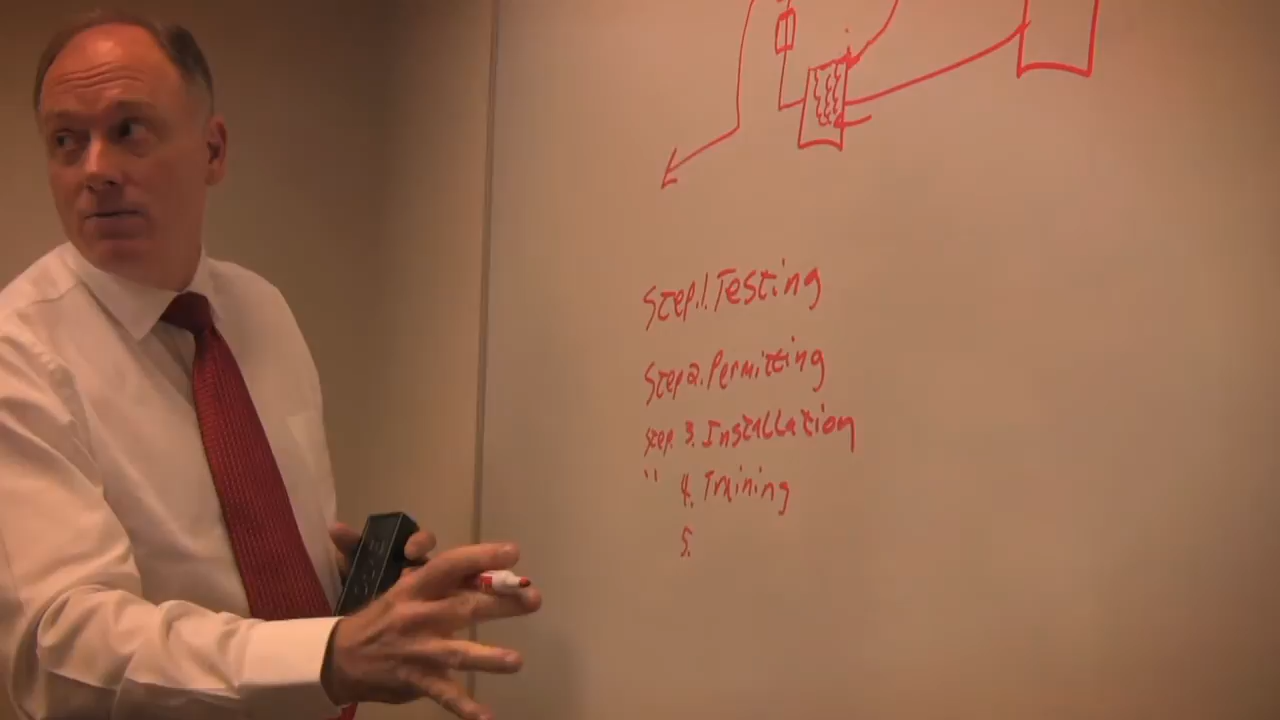 Step.1.Testing
Step 2.Permitting
Step. 3.Installation
" 4.Training
5.